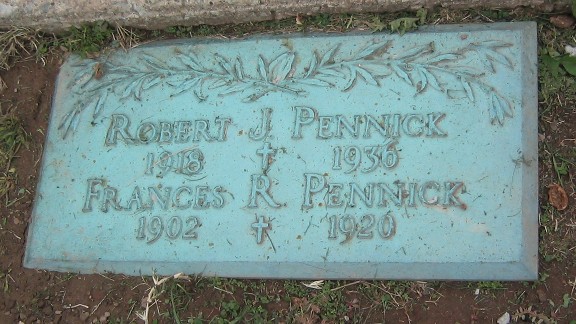 Robert J. Pennick
1918 † 1936
Frances R. Pennick
1902 † 1920